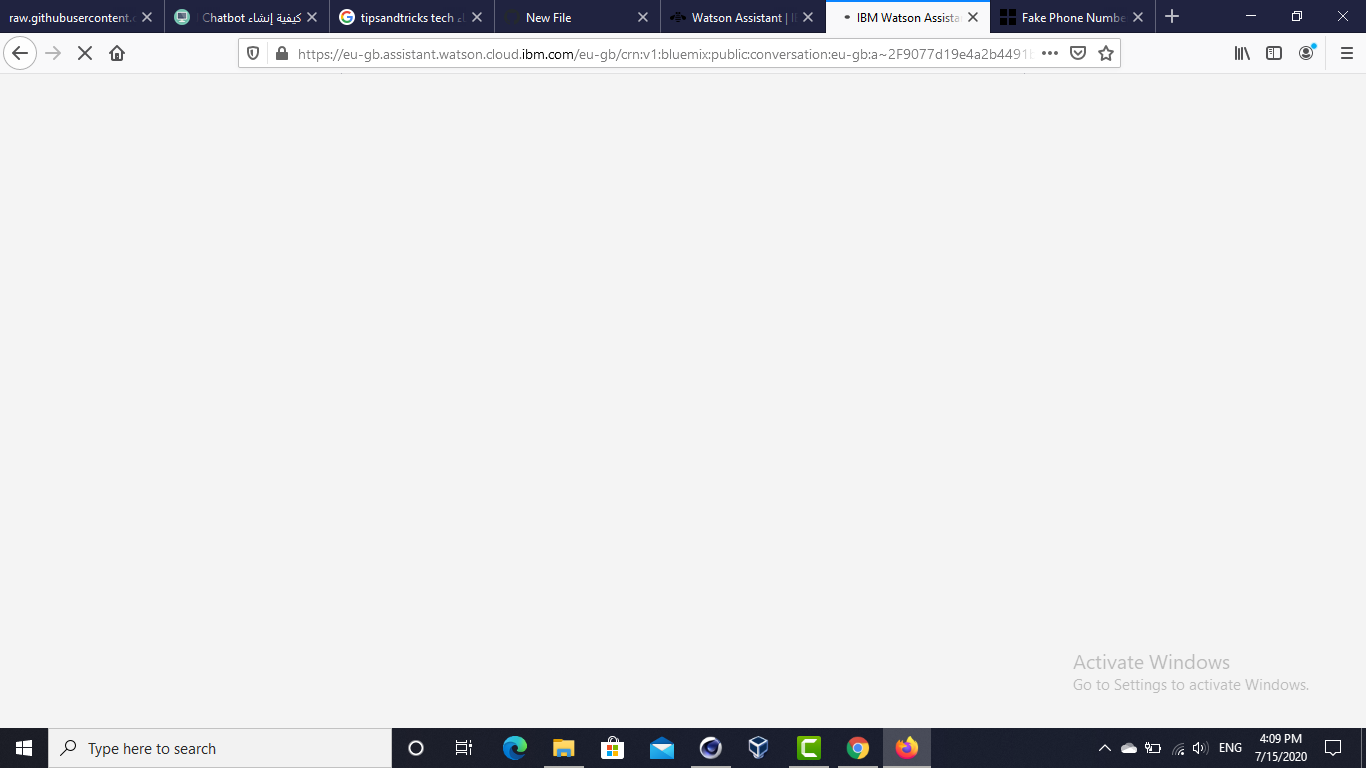 raw.githubusercontent.c
Chatbot كيفية إنشاء
tipsandtricks tech
New File
Watson Assistant | I
IBM Watson Assista
Fake Phone Numbe
https://eu-gb.assistant.watson.cloud.ibm.com/eu-gb/crn:v1:bluemix:public:conversation:eu-gb:a~2F9077d19e4a2b4491
Activate Windows
Go to Settings to activate Windows.
Type here to search
ENG
4:09 PM
7/15/2020